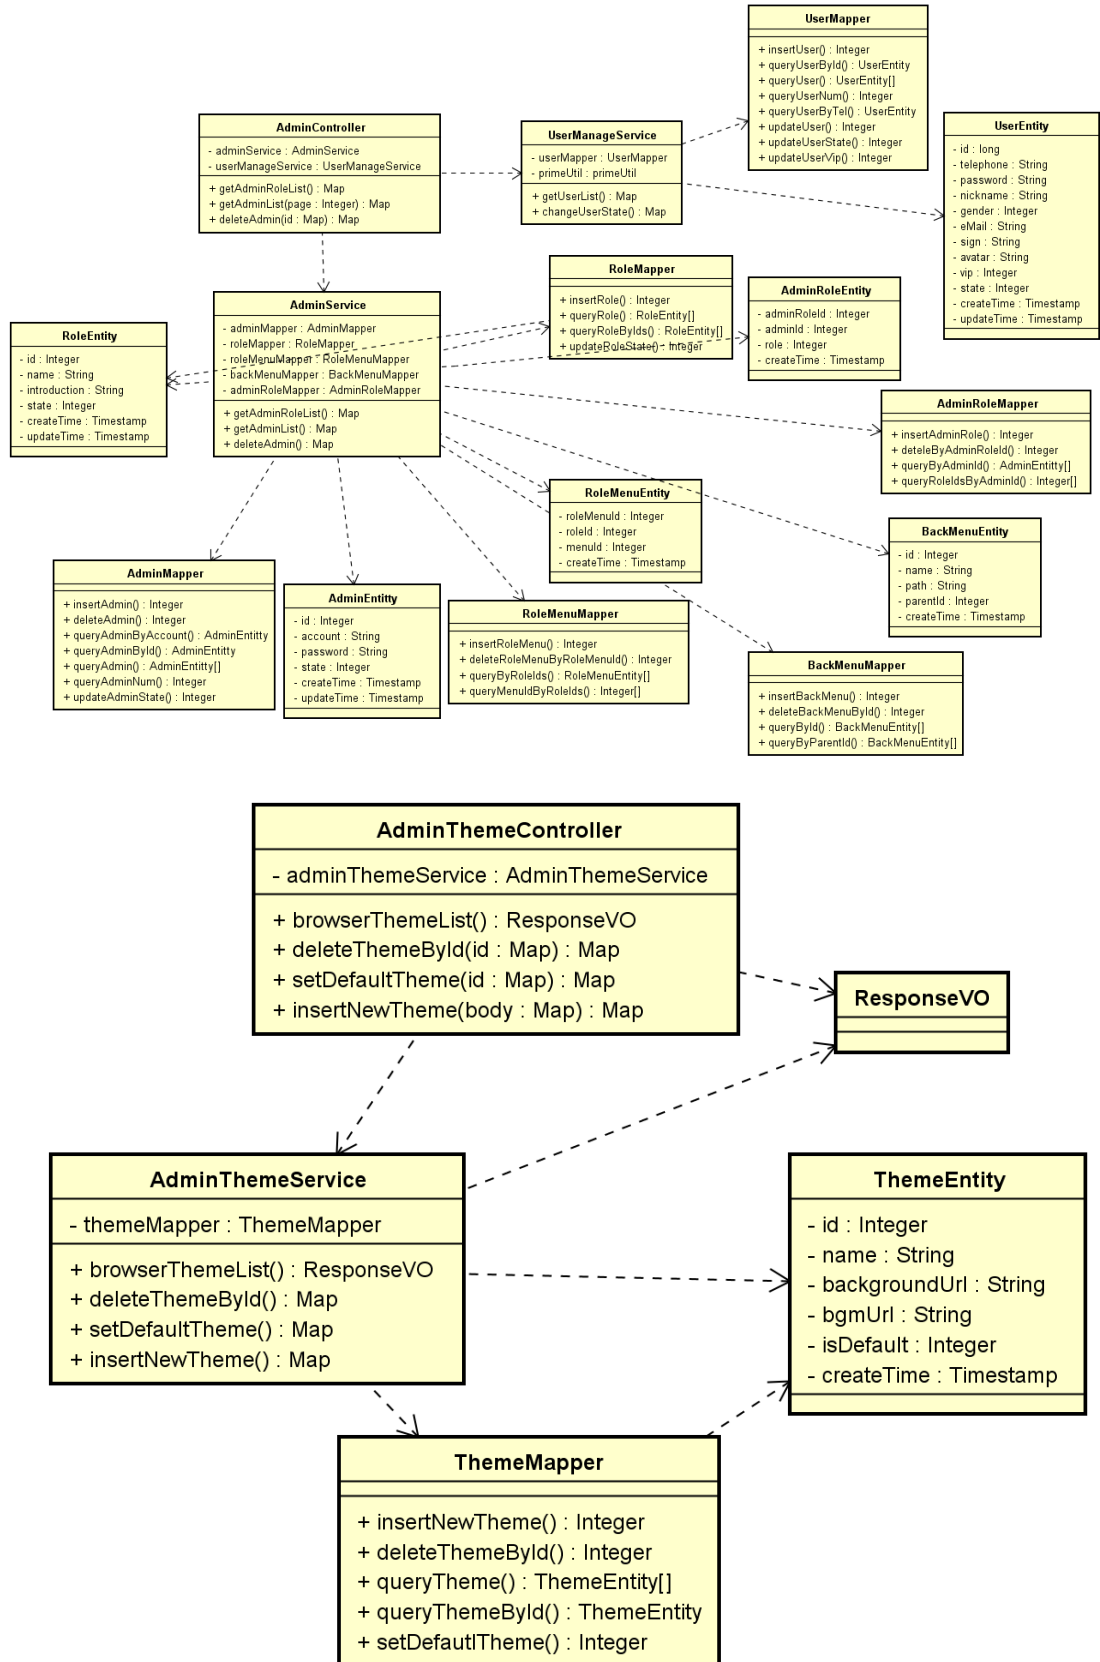 UserMapper
+ insertUser() : Integer
+ queryUserById() : UserEntity
+ queryUser() : UserEntity[]
+ queryUserNum() : Integer
+ queryUserByTel() : UserEntity
+ updateUser() : Integer
+ updateUserState() : Integer
+ updateUserVip() : Integer
AdminController
- adminService : AdminService
- userManageService : UserManageService
+ getAdminRoleList() : Map
+ getAdminList(page : Integer) : Map
+ deleteAdmin(id : Map) : Map
UserManageService
- userMapper : UserMapper
- primeUtil : primeUtil
+ getUserList() : Map
+ changeUserState() : Map
UserEntity
- id : long
- telephone : String
- password : String
- nickname : String
- gender : Integer
- eMail : String
- sign : String
- avatar : String
- vip : Integer
- state : Integer
- createTime : Timestamp
- updateTime : Timestamp
RoleMapper
+ insertRole() : Integer
+ queryRole() : RoleEntity[]
+ queryRoleByIds() : RoleEntity[]
+ updateRoleState() : Integer
AdminRoleEntity
- adminRoleId : Integer
- adminId : Integer
- role : Integer
- createTime : Timestamp
AdminService
- adminMapper : AdminMapper
- roleMapper : RoleMapper
- roleMenuMapper : RoleMenuMapper
- backMenuMapper : BackMenuMapper
- adminRoleMapper : AdminRoleMapper
+ getAdminRoleList() : Map
+ getAdminList() : Map
+ deleteAdmin() : Map
RoleEntity
- id : Integer
- name : String
- introduction : String
- state : Integer
- createTime : Timestamp
- updateTime : Timestamp
AdminRoleMapper
+ insertAdminRole() : Integer
+ deteleByAdminRoleId() : Integer
+ queryByAdminId() : AdminEntitty[]
+ queryRoleIdsByAdminId() : Integer[]
RoleMenuEntity
- roleMenuId : Integer
- roleId : Integer
- menuId : Integer
- createTime : Timestamp
BackMenuEntity
- id : Integer
- name : String
- path : String
- parentId : Integer
- createTime : Timestamp
AdminMapper
+ insertAdmin() : Integer
+ deleteAdmin() : Integer
+ queryAdminByAccount() : AdminEntitty
+ queryAdminById() : AdminEntitty
+ queryAdmin() : AdminEntitty[]
+ queryAdminNum() : Integer
+ updateAdminState() : Integer
AdminEntitty
- id : Integer
- account : String
- password : String
- state : Integer
- createTime : Timestamp
- updateTime : Timestamp
RoleMenuMapper
+ insertRoleMenu() : Integer
+ deleteRoleMenuByRoleMenuId() : Integer
+ queryByRoleIds() : RoleMenuEntity[]
+ queryMenuIdByRoleIds() : Integer[]
BackMenuMapper
+ insertBackMenu() : Integer
+ deleteBackMenuById() : Integer
+ queryById() : BackMenuEntity[]
+ queryByParentId() : BackMenuEntity[]
AdminThemeController
- adminThemeService : AdminThemeService
+ browserThemeList() : ResponseVO
+ deleteThemeById(id : Map) : Map
+ setDefaultTheme(id : Map) : Map
+ insertNewTheme(body : Map) : Map
ResponseVO
AdminThemeService
- themeMapper : ThemeMapper
+ browserThemeList() : ResponseVO
+ deleteThemeById() : Map
+ setDefaultTheme() : Map
+ insertNewTheme() : Map
ThemeEntity
- id : Integer
- name : String
- backgroundUrl : String
- bgmUrl : String
- isDefault : Integer
- createTime : Timestamp
ThemeMapper
+ insertNewTheme() : Integer
+ deleteThemeById() : Integer
+ queryTheme() : ThemeEntity[]
+ queryThemeById() : ThemeEntity
+ setDefautlTheme() : Integer